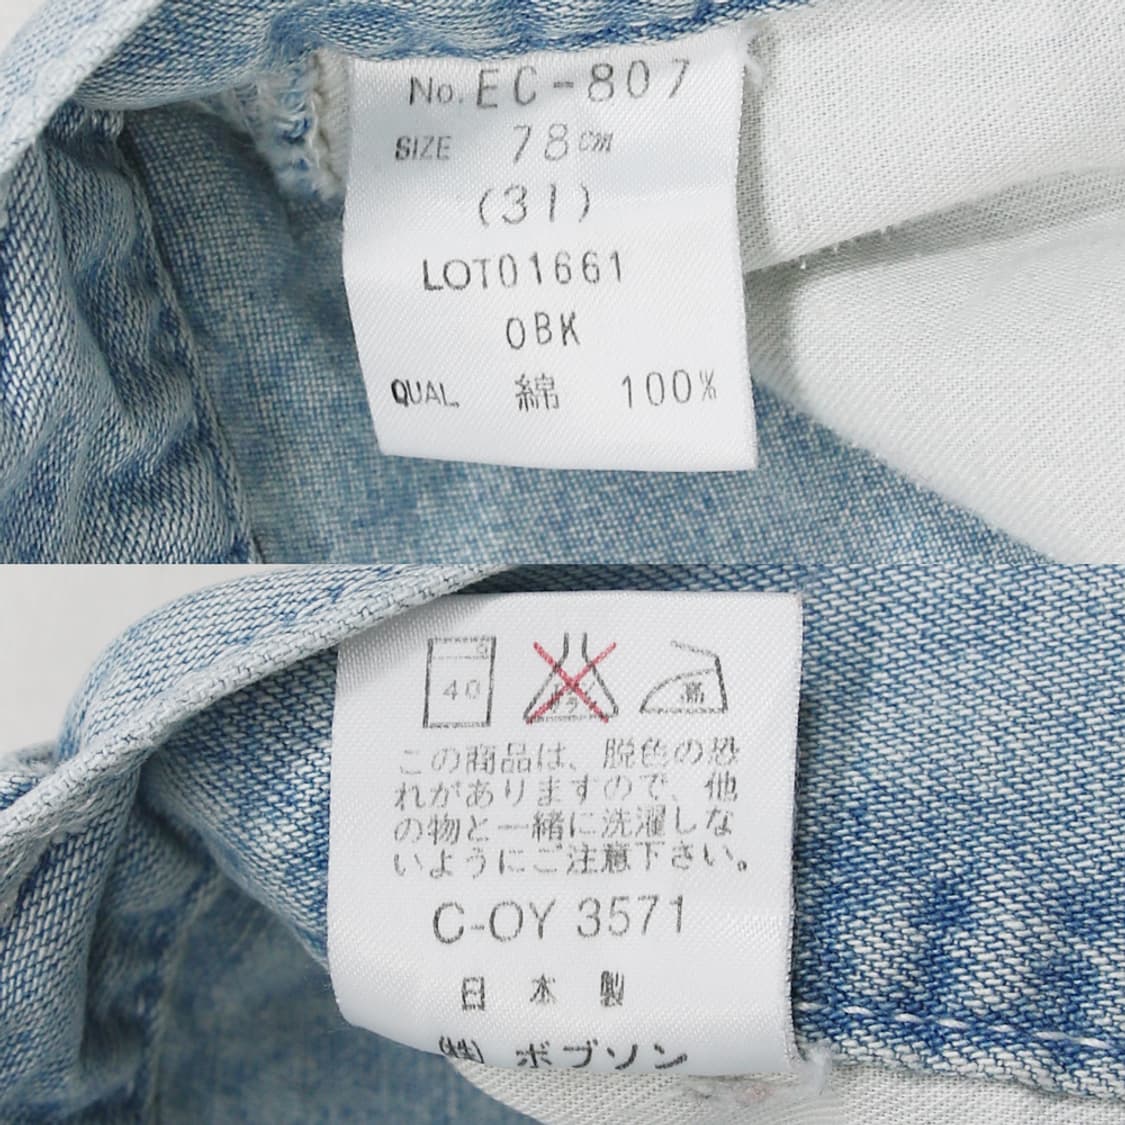 No. EC-807
SIZE 78cm
(31)
LOT01661
0BK
QUAL 綿 100%
40
高
この商品は、脱色の恐
れがありますので、他
の物と一緒に洗濯しな
いようにご注意下さい。
C-OY 3571
日本製
(株) ボブソン